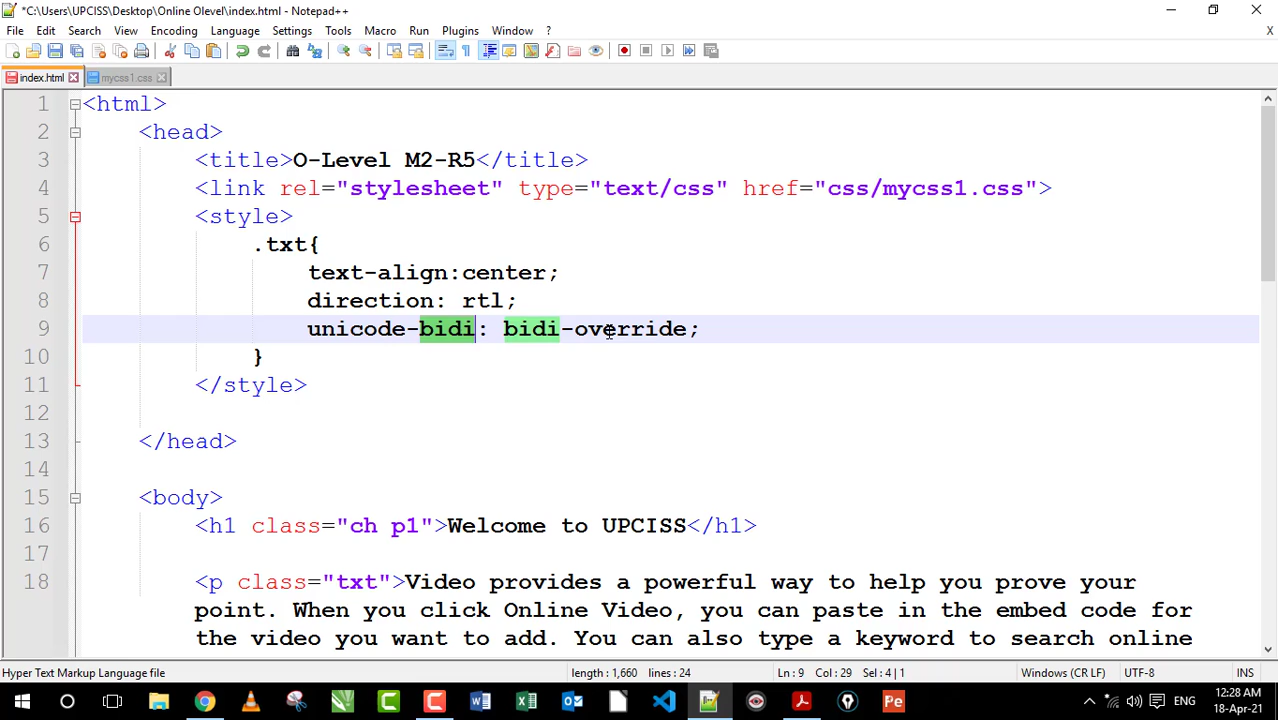 *C:\Users\UPCISS\Desktop\Online Olevel\index.html - Notepad++
File Edit Search View Encoding Language Settings Tools Macro Run Plugins Window ? X
index.html mycss1.css
1 <html>
2 <head>
3 <title>O-Level M2-R5</title>
4 <link rel="stylesheet" type="text/css" href="css/mycss1.css">
5 <style>
6 .txt{
7 text-align:center;
8 direction: rtl;
9 unicode-bidi: bidi-override;
10 }
11 </style>
12
13 </head>
14
15 <body>
16 <h1 class="ch p1">Welcome to UPCISS</h1>
17
18 <p class="txt">Video provides a powerful way to help you prove your
point. When you click Online Video, you can paste in the embed code for
the video you want to add. You can also type a keyword to search online
Hyper Text Markup Language file length : 1,660 lines : 24 Ln : 9 Col : 29 Sel : 4 | 1 Windows (CR LF) UTF-8 INS
ENG 12:28 AM
18-Apr-21